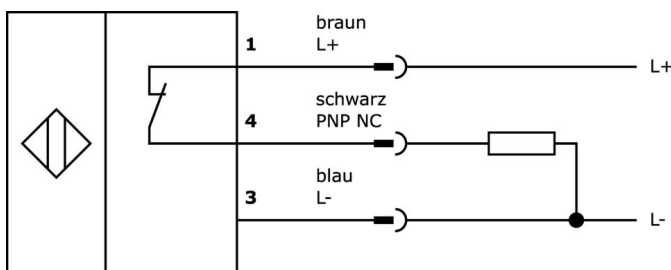 braun
1 L+
L+
schwarz
4 PNP NC
blau
3 L-
L-